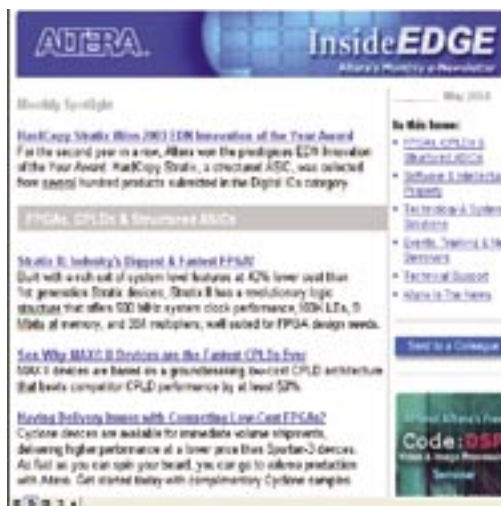 ALTERA
InsideEDGE
Altera's Monthly e-Newsletter
Monthly Spotlight
HardCopy Stratix Wins 2003 EDN Innovation of the Year Award
For the second year in a row, Altera won the prestigious EDN Innovation
of the Year Award. HardCopy Stratix, a structured ASIC, was selected
from several hundred products submitted in the Digital ICs category.
FPGAs, CPLDs & Structured ASICs
Stratix II: Industry's Biggest & Fastest FPGA!
Built with a rich set of system level features at 42% lower cost than
1st generation Stratix devices, Stratix II has a revolutionary logic
structure that offers 500 MHz system clock performance, 180K LEs, 9
Mbits of memory, and 384 multipliers, well suited for FPGA design needs.
See Why MAX II Devices are the Fastest CPLDs Ever
MAX II devices are based on a groundbreaking low-cost CPLD architecture
that beats competitor CPLD performance by at least 50%.
Having Delivery Issues with Competing Low-Cost FPGAs?
Cyclone devices are available for immediate volume shipments,
delivering higher performance at a lower price than Spartan-3 devices.
As fast as you can spin your board, you can go to volume production
with Altera. Get started today with complimentary Cyclone samples.
May 2004
In this Issue:
FPGAs, CPLDs &
Structured ASICs
Software & Intellectual
Property
Technology & System
Solutions
Events, Training &
Seminars
Technical Support
Altera In The News
Send to a Colleague
Attend Altera's Free
Code:DSP
Video & Image Processing
Seminar